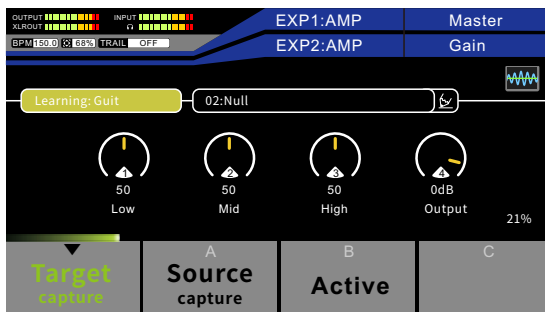 OUTPUT INPUT EXP1:AMP Master
XLROUT
BPM 150.0 68% TRAIL OFF EXP2:AMP Gain
Learning: Guit 02:Null
1 2 3 4
50 50 50 0dB
Low Mid High Output
21%
A B C
Target Source Active
capture capture